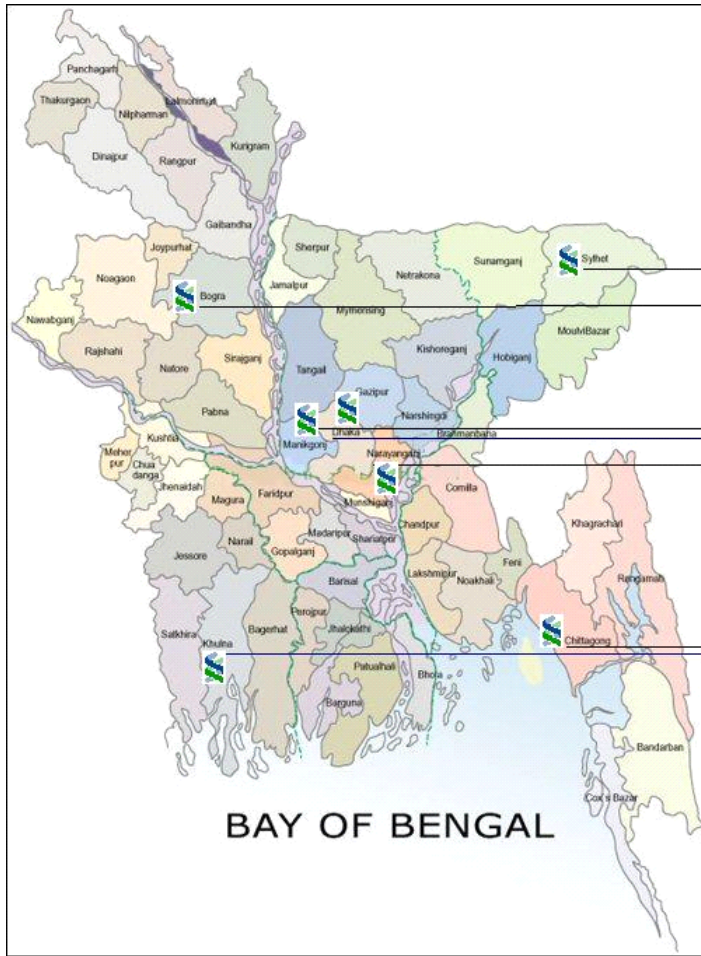 Panchagarh
Thakurgaon
Nilpharman
Lalmonirhat
Dinajpur
Rangpur
Kurigram
Gaibandha
Joypurhat
Sherpur
Noagaon
Jamalpur
Netrakona
Sunamganj
Sylhet
Bogra
Mymensing
Nawabganj
Rajshahi
Natore
Sirajganj
Tangail
Kishoreganj
Hobiganj
MoulviBazar
Pabna
Gazipur
Narshingdi
Kushtia
Manikgonj
Dhaka
Brahmanbaria
Meher
pur
Chua
danga
Narayanganj
Jhenaidah
Magura
Faridpur
Munshiganj
Comilla
Khagrachari
Narail
Madaripur
Shariatpur
Chandpur
Jessore
Gopalganj
Feni
Barisal
Lakshmipur
Noakhali
Satkhira
Khulna
Bagerhat
Perojpur
Jhalokathi
Chittagong
Patualhali
Bhola
Barguna
Bandarban
Cox's Bazar
BAY OF BENGAL